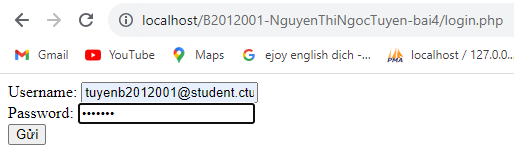 localhost/B2012001-NguyenThiNgocTuyen-bai4/login.php
Gmail YouTube Maps Student ejoy english dịch -... localhost / 127.0.0...
Username: tuyenb2012001@student.ctu
Password: •••••••
Gửi